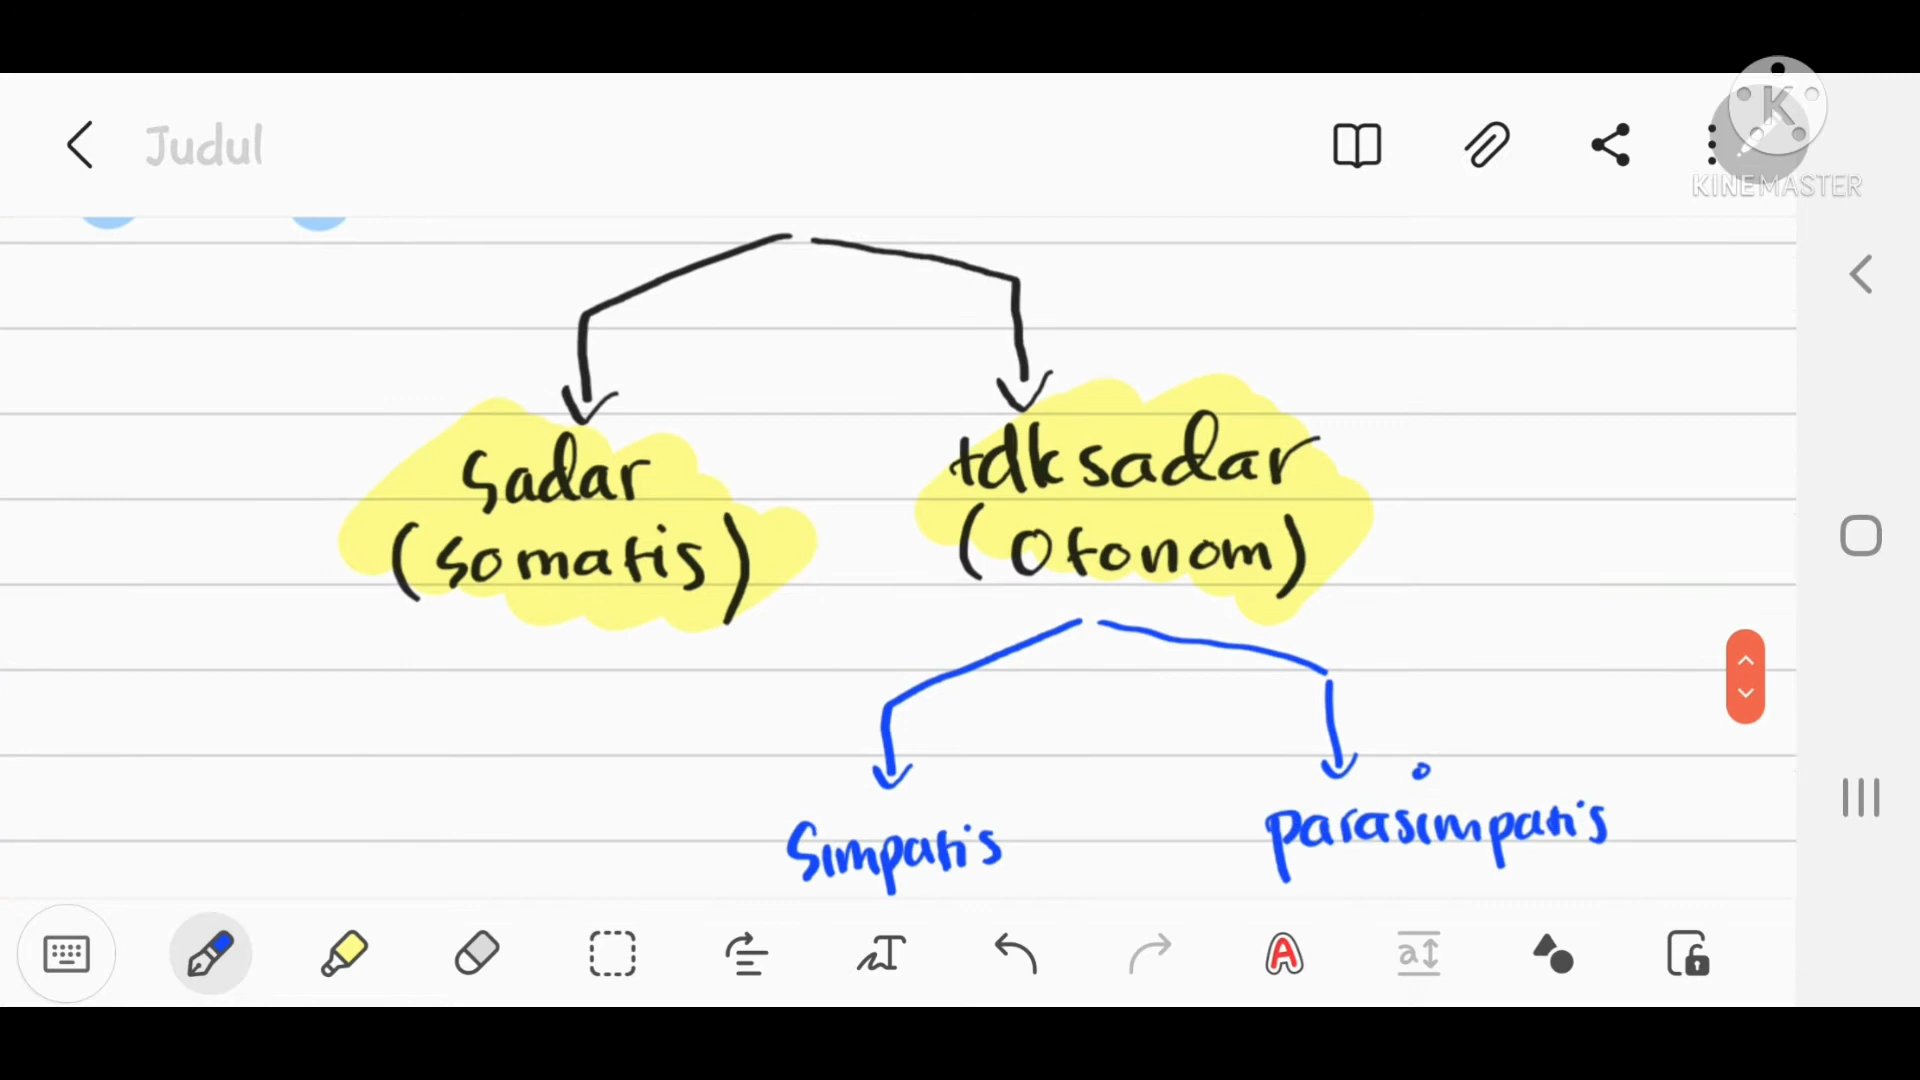 Judul
KINEMASTER
sadar
(somatis)
tdk sadar
(otonom)
simpatis
parasimpatis